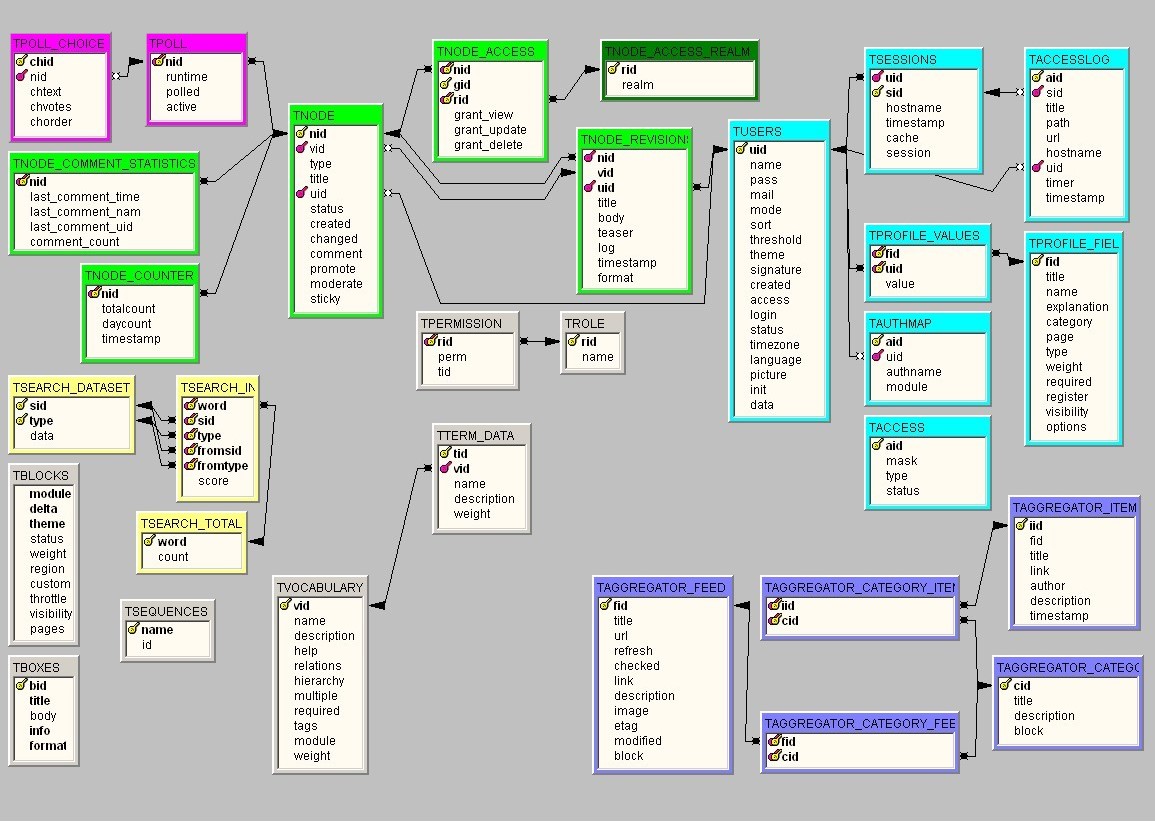 TPOLL_CHOICE
chid
nid
chtext
chvotes
chorder
TPOLL
nid
runtime
polled
active
TNODE_COMMENT_STATISTICS
nid
last_comment_time
last_comment_nam
last_comment_uid
comment_count
TNODE_COUNTER
nid
totalcount
daycount
timestamp
TNODE
nid
vid
type
title
uid
status
created
changed
comment
promote
moderate
sticky
TNODE_ACCESS
nid
gid
rid
grant_view
grant_update
grant_delete
TNODE_ACCESS_REALM
rid
realm
TNODE_REVISION
nid
vid
uid
title
body
teaser
log
timestamp
format
TUSERS
uid
name
pass
mail
mode
sort
threshold
theme
signature
created
access
login
status
timezone
language
picture
init
data
TSESSIONS
uid
sid
hostname
timestamp
cache
session
TACCESSLOG
aid
sid
title
path
url
hostname
uid
timer
timestamp
TPROFILE_VALUES
fid
uid
value
TPROFILE_FIEL
fid
title
name
explanation
category
page
type
weight
required
register
visibility
options
TAUTHMAP
aid
uid
authname
module
TACCESS
aid
mask
type
status
TPERMISSION
rid
perm
tid
TROLE
rid
name
TSEARCH_DATASET
sid
type
data
TSEARCH_IN
word
sid
type
fromsid
fromtype
score
TSEARCH_TOTAL
word
count
TBLOCKS
module
delta
theme
status
weight
region
custom
throttle
visibility
pages
TSEQUENCES
name
id
TBOXES
bid
title
body
info
format
TTERM_DATA
tid
vid
name
description
weight
TVOCABULARY
vid
name
description
help
relations
hierarchy
multiple
required
tags
module
weight
TAGGREGATOR_FEED
fid
title
url
refresh
checked
link
description
image
etag
modified
block
TAGGREGATOR_CATEGORY_ITE
iid
cid
TAGGREGATOR_CATEGORY_FEE
fid
cid
TAGGREGATOR_ITEM
iid
fid
title
link
author
description
timestamp
TAGGREGATOR_CATEGO
cid
title
description
block